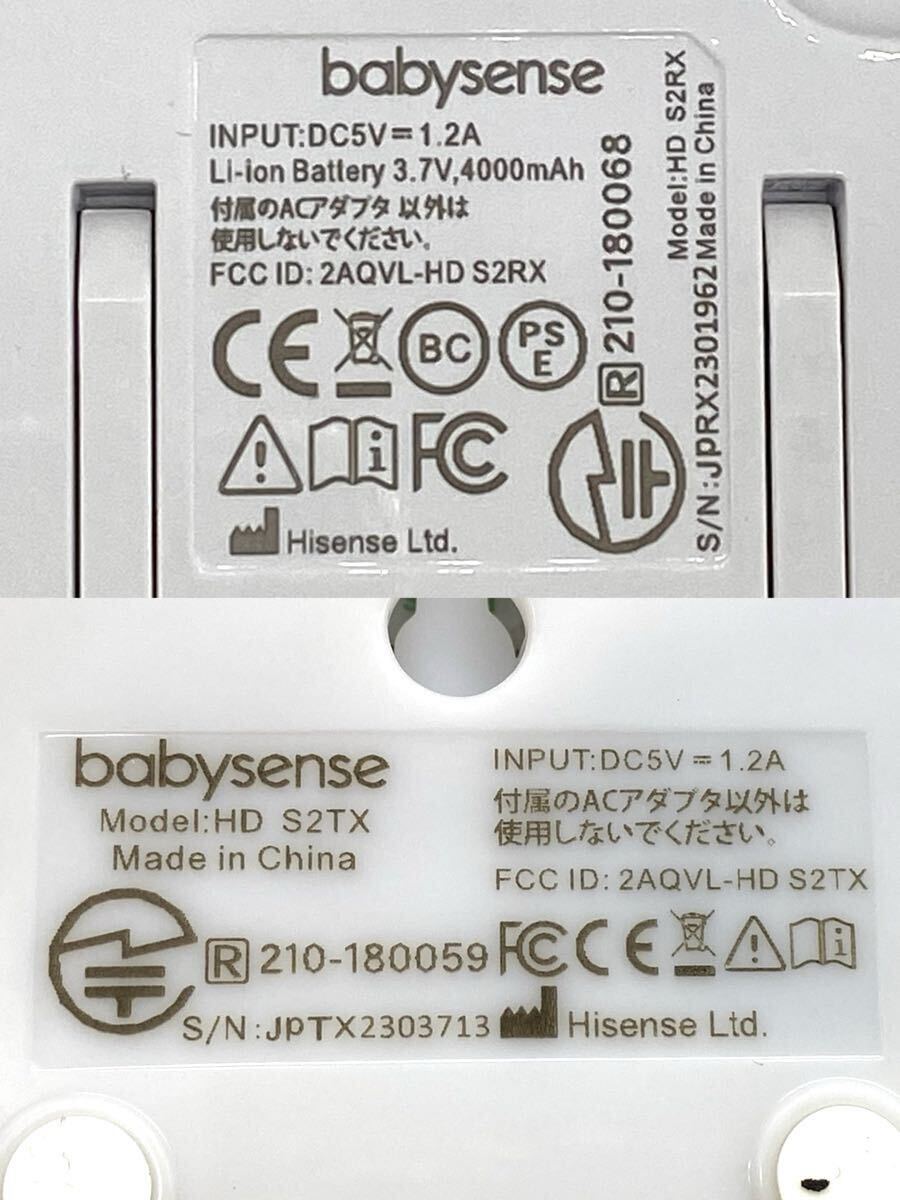 babysense
INPUT:DC5V⎓1.2A
Li-ion Battery 3.7V,4000mAh
付属のACアダプタ 以外は
使用しないでください。
FCC ID: 2AQVL-HD S2RX
CE BC PS E
FC
Hisense Ltd.
R 210-180068
Model:HD S2RX
S/N:JPRX2301962 Made in China
babysense
Model:HD S2TX
Made in China
R 210-180059
S/N:JPTX2303713
INPUT:DC5V⎓1.2A
付属のACアダプタ以外は
使用しないでください。
FCC ID: 2AQVL-HD S2TX
FC CE
Hisense Ltd.